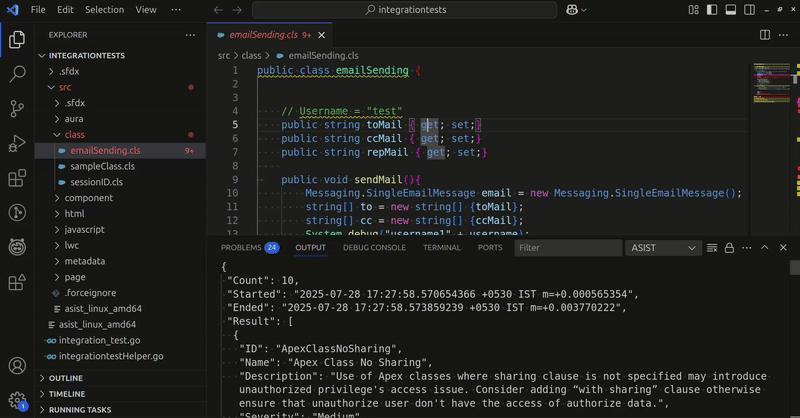 File Edit Selection View ...
integrationtests
EXPLORER ...
INTEGRATIONTESTS
.sfdx
src
.sfdx
aura
class
emailSending.cls 9+
sampleClass.cls
sessionID.cls
component
html
javascript
lwc
metadata
page
.forceignore
asist_linux_amd64
asist_linux_amd64
integration_test.go
integrationtestHelper.go
OUTLINE
TIMELINE
RUNNING TASKS
1
emailSending.cls 9+
src > class > emailSending.cls
1 public class emailSending {
2
3
4 // Username = "test"
5 public string toMail { get; set;}
6 public string ccMail { get; set;}
7 public string repMail { get; set;}
8
9 public void sendMail(){
10 Messaging.SingleEmailMessage email = new Messaging.SingleEmailMessage();
11 string[] to = new string[] {toMail};
12 string[] cc = new string[] {ccMail};
13 System.debug("username1" + username);
PROBLEMS 24 OUTPUT DEBUG CONSOLE TERMINAL PORTS Filter ASIST ...
{
"Count": 10,
"Started": "2025-07-28 17:27:58.570654366 +0530 IST m=+0.000565354",
"Ended": "2025-07-28 17:27:58.573859239 +0530 IST m=+0.003770222",
"Result": [
{
"ID": "ApexClassNoSharing",
"Name": "Apex Class No Sharing",
"Description": "Use of Apex classes where sharing clause is not specified may introduce
unauthorized privilege's access issue. Consider adding “with sharing” clause otherwise
ensure that unauthorize user don't have the access of authorize data.",
"Severity": "Medium",